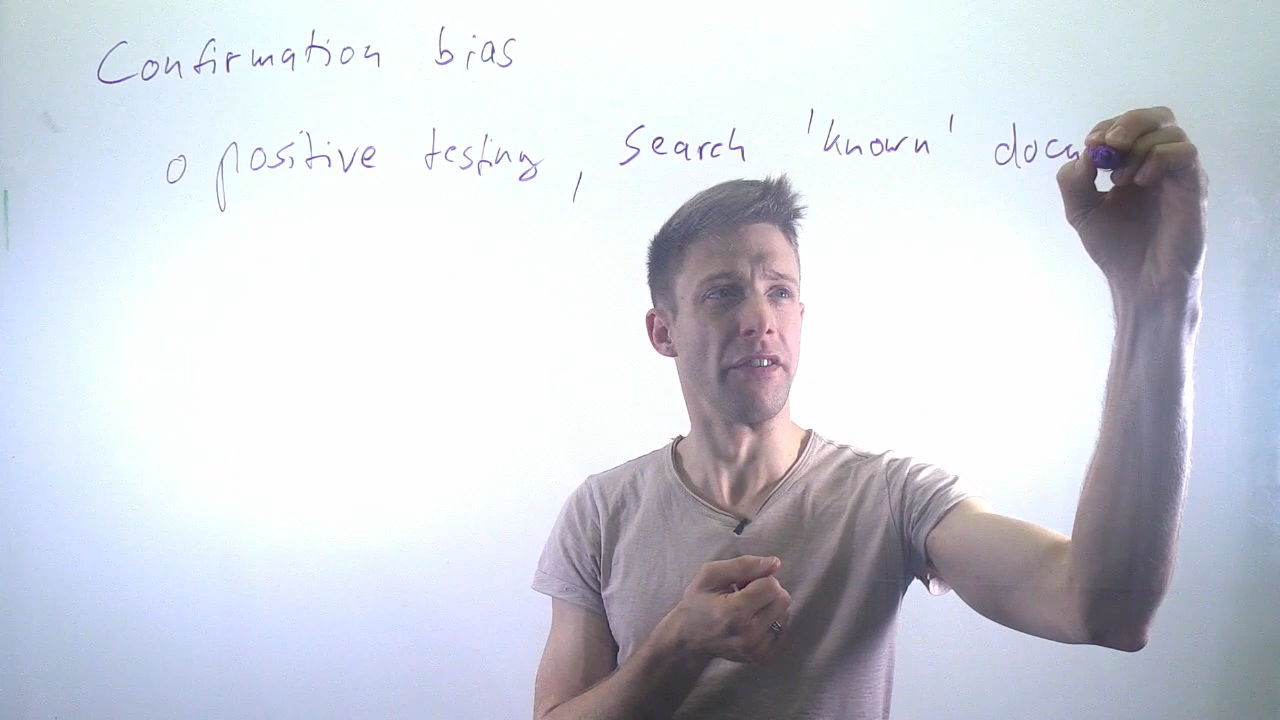 Confirmation bias
o positive testing, search 'known' docu